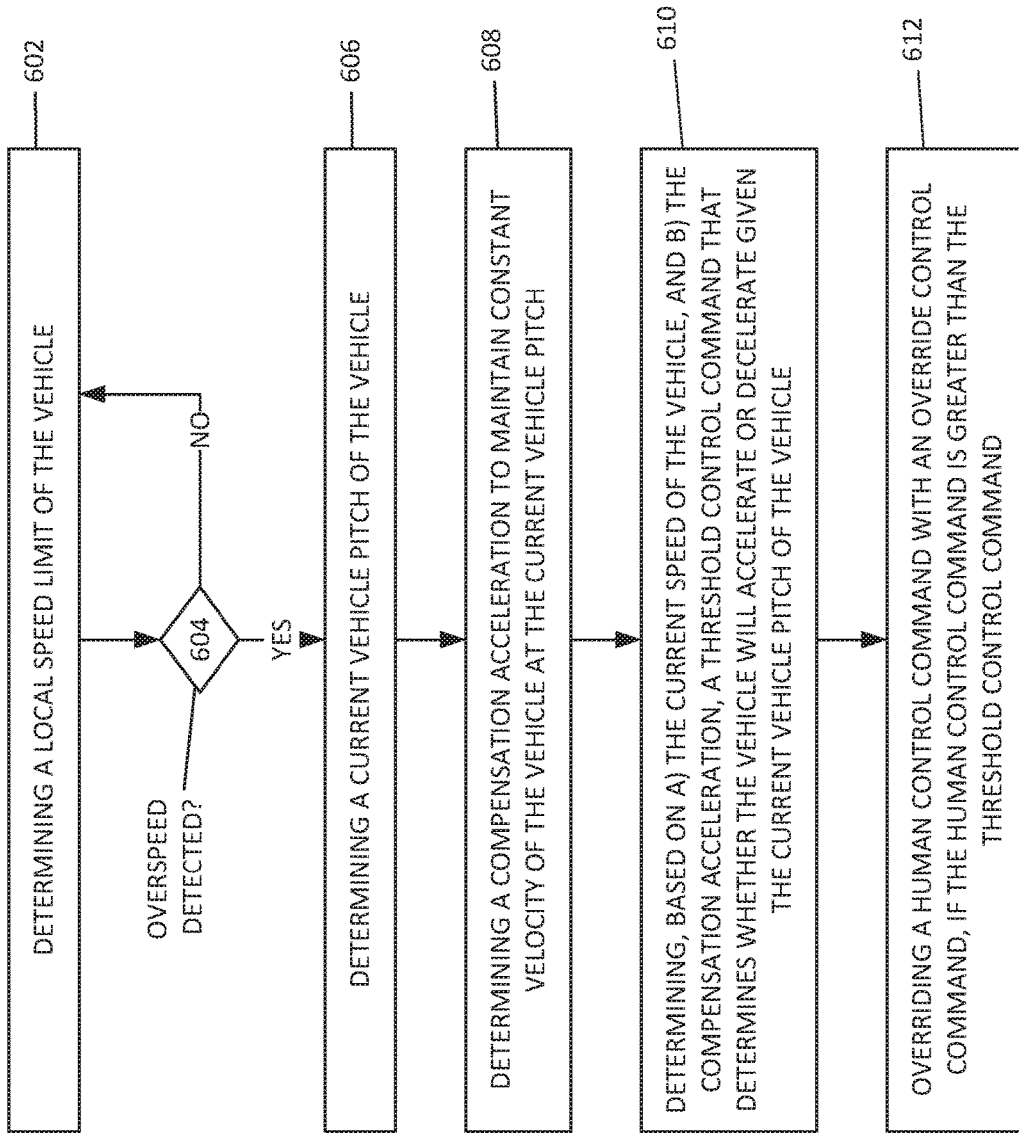 DETERMINING A LOCAL SPEED LIMIT OF THE VEHICLE
602
OVERSPEED
DETECTED?
604
NO
YES
DETERMINING A CURRENT VEHICLE PITCH OF THE VEHICLE
606
DETERMINING A COMPENSATION ACCELERATION TO MAINTAIN CONSTANT
VELOCITY OF THE VEHICLE AT THE CURRENT VEHICLE PITCH
608
DETERMINING, BASED ON A) THE CURRENT SPEED OF THE VEHICLE, AND B) THE
COMPENSATION ACCELERATION, A THRESHOLD CONTROL COMMAND THAT
DETERMINES WHETHER THE VEHICLE WILL ACCELERATE OR DECELERATE GIVEN
THE CURRENT VEHICLE PITCH OF THE VEHICLE
610
OVERRIDING A HUMAN CONTROL COMMAND WITH AN OVERRIDE CONTROL
COMMAND, IF THE HUMAN CONTROL COMMAND IS GREATER THAN THE
THRESHOLD CONTROL COMMAND
612